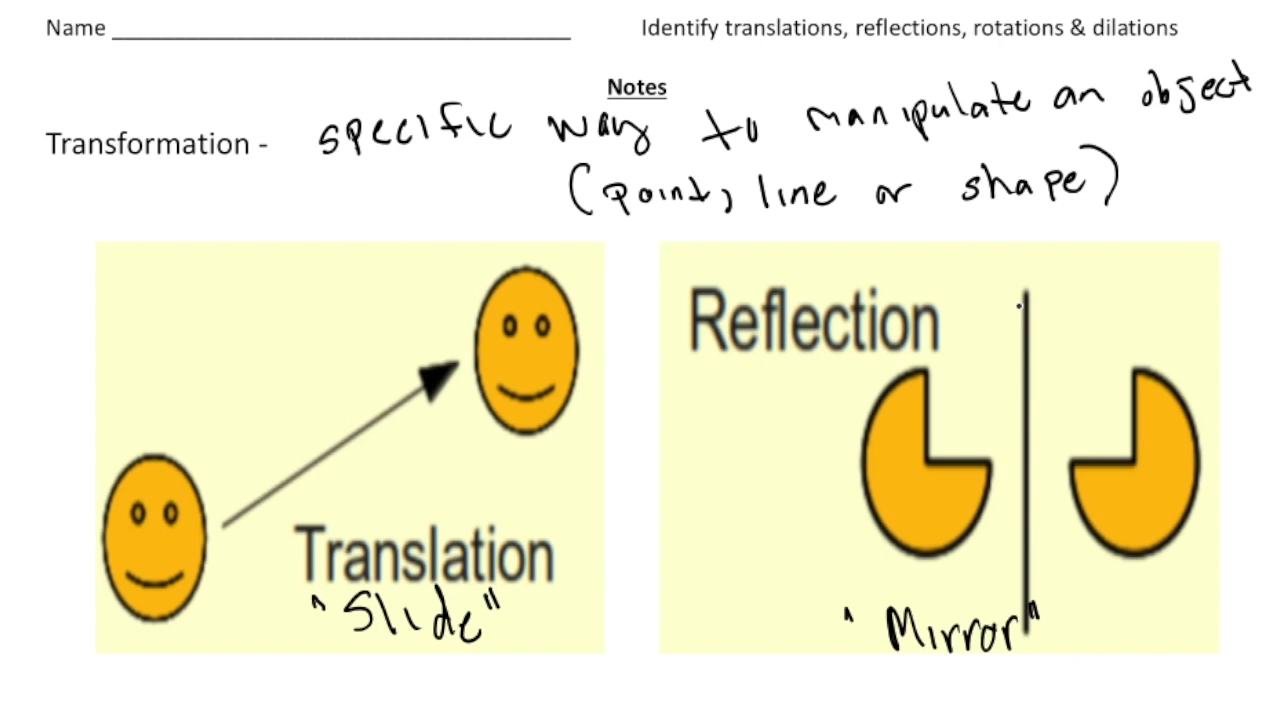 Name ____________________ Identify translations, reflections, rotations & dilations
Notes
Transformation - specific way to manipulate an object
(point, line or shape)
Reflection
Translation
"Slide"
"Mirror"